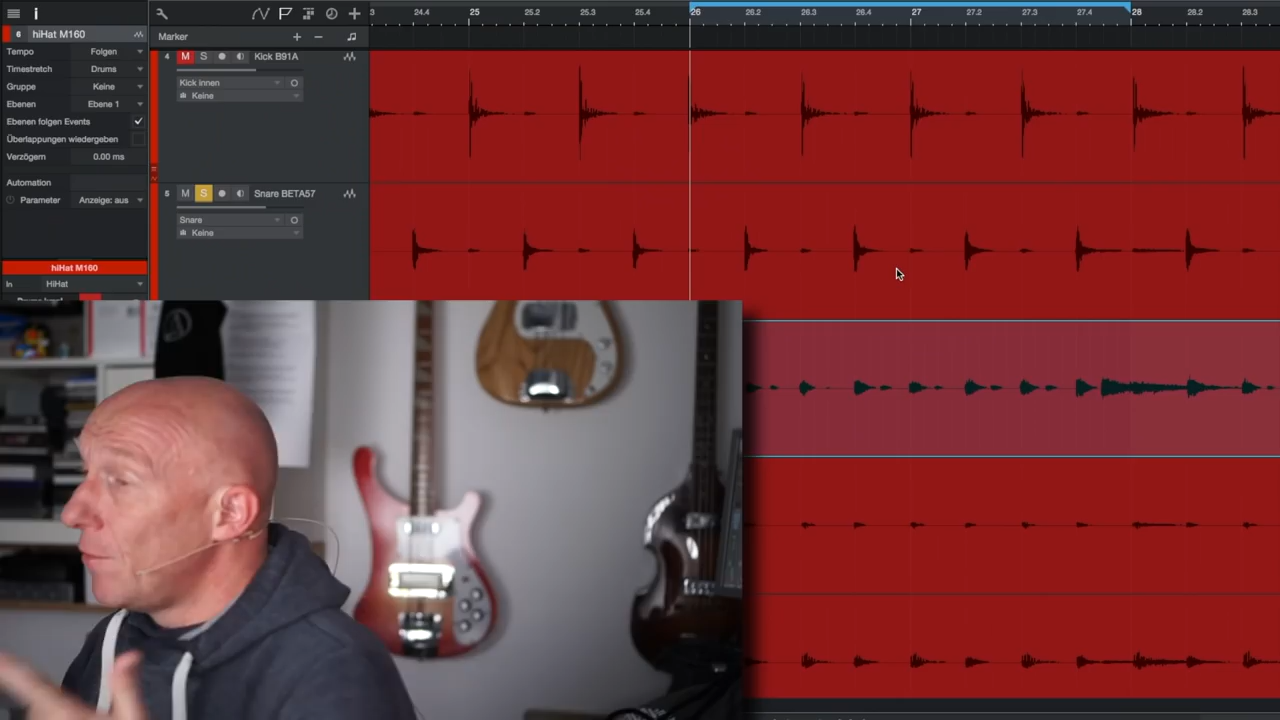 3 24.4 25 25.2 25.3 25.4 26 26.2 26.3 26.4 27 27.2 27.3 27.4 28 28.2 28.3
6 hiHat M160
Marker
Tempo Folgen
Timestretch Drums
Gruppe Keine
Ebenen Ebene 1
Ebenen folgen Events
Überlappungen wiedergeben
Verzögern 0.00 ms
Automation
Parameter Anzeige: aus
hiHat M160
In HiHat
4 M S Kick B91A
Kick innen
Keine
5 M S Snare BETA57
Snare
Keine